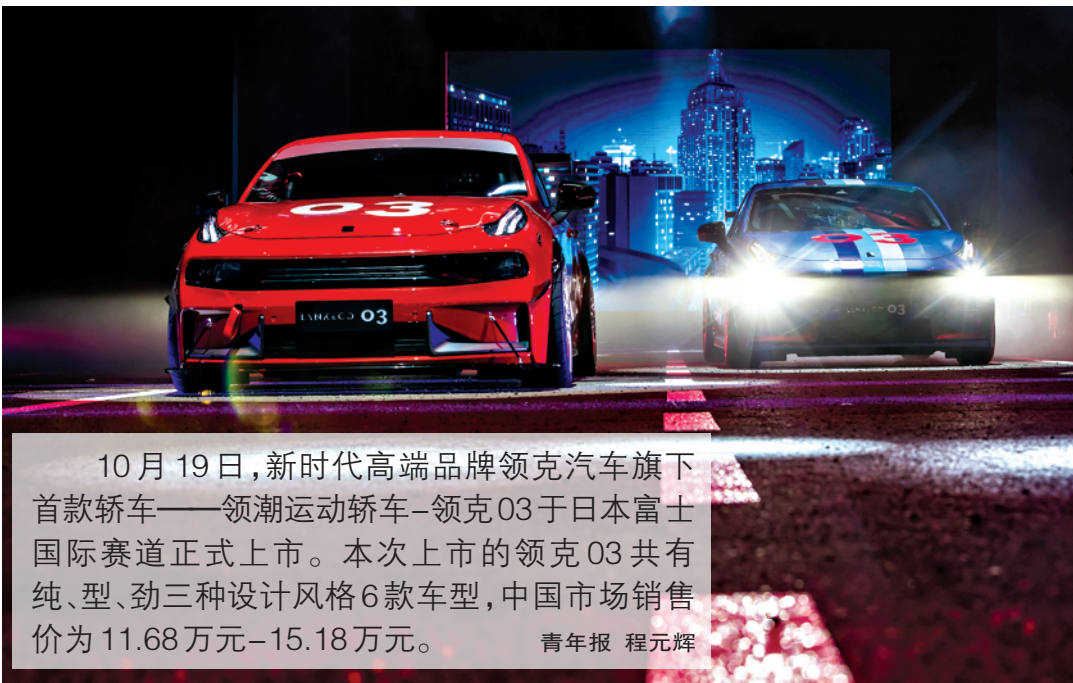 03
03
LYNK&CO 03
LYNK&CO 03
10月19日,新时代高端品牌领克汽车旗下
首款轿车——领潮运动轿车-领克03于日本富士
国际赛道正式上市。本次上市的领克03共有
纯、型、劲三种设计风格6款车型,中国市场销售
价为11.68万元-15.18万元。 青年报 程元辉